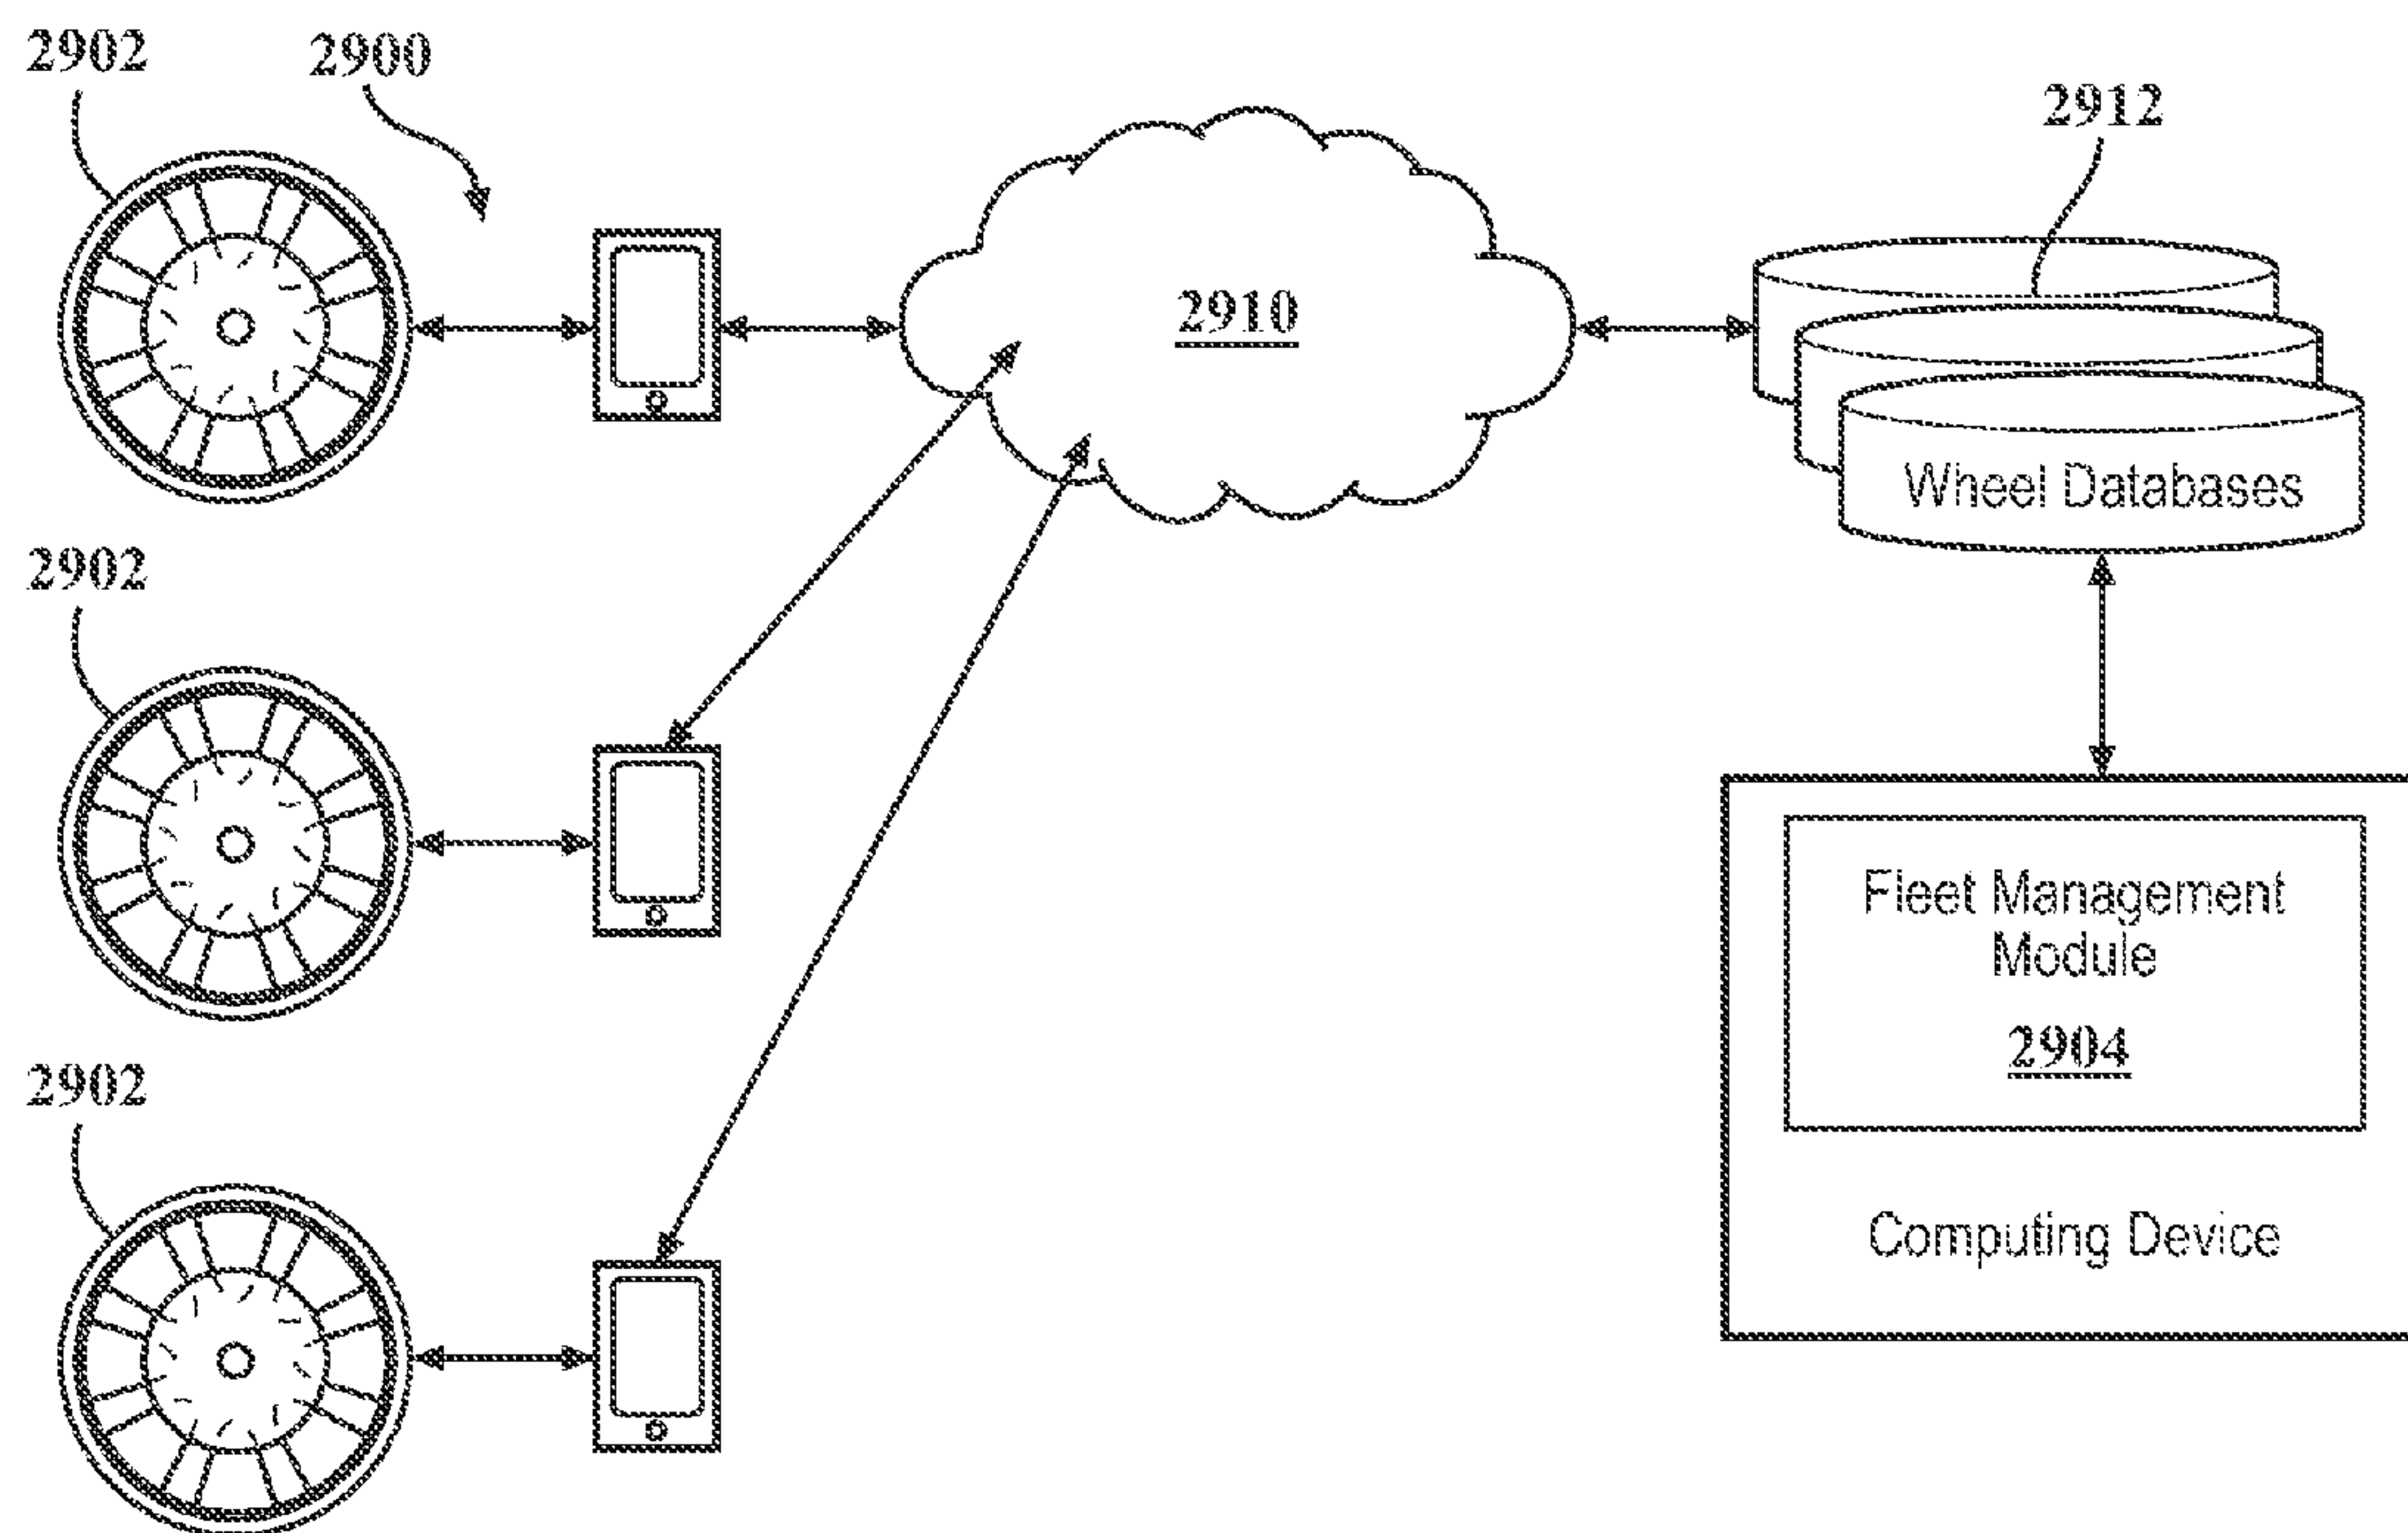 2902
2900
2912
2910
Wheel Databases
2902
Fleet Management
Module
2904
2902
Computing Device